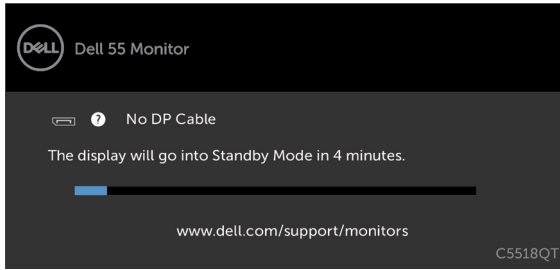 DELL Dell 55 Monitor
? No DP Cable
The display will go into Standby Mode in 4 minutes.
www.dell.com/support/monitors
C5518QT